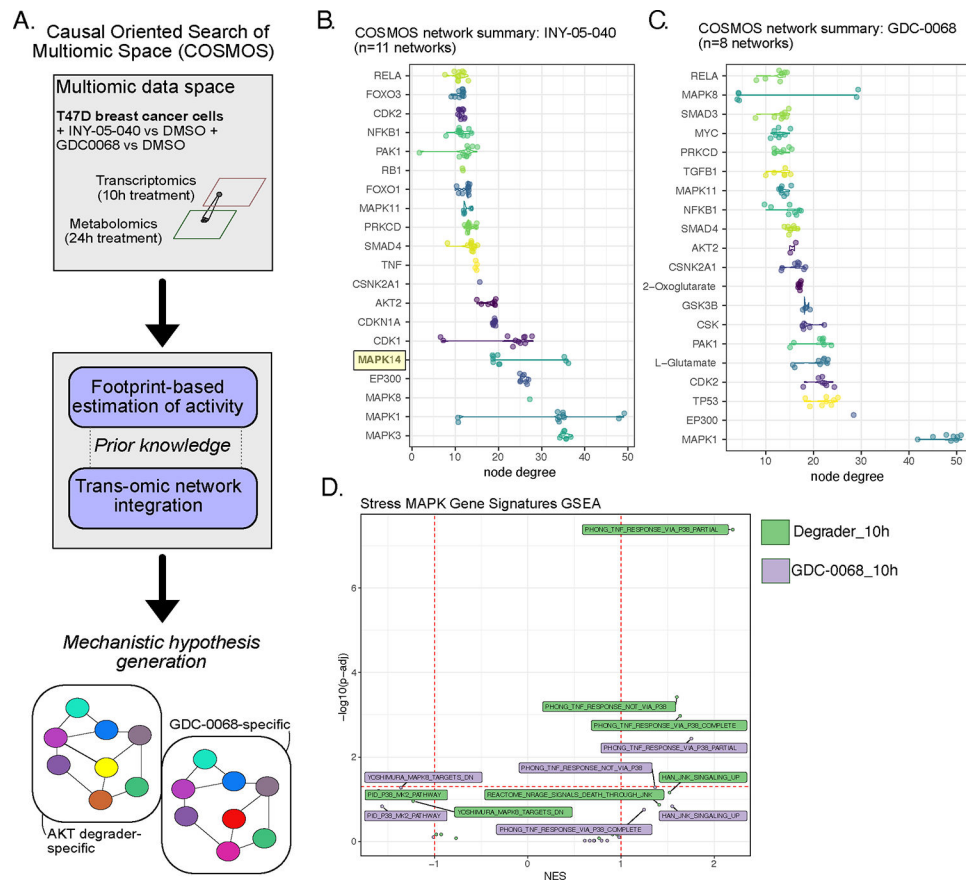 A.
Causal Oriented Search of
Multiomic Space (COSMOS)
Multiomic data space
T47D breast cancer cells
+ INY-05-040 vs DMSO +
GDC0068 vs DMSO
Transcriptomics
(10h treatment)
Metabolomics
(24h treatment)
Footprint-based
estimation of activity
Prior knowledge
Trans-omic network
integration
Mechanistic hypothesis
generation
GDC-0068-specific
AKT degrader-
specific
B.
COSMOS network summary: INY-05-040
(n=11 networks)
RELA
FOXO3
CDK2
NFKB1
PAK1
RB1
FOXO1
MAPK11
PRKCD
SMAD4
TNF
CSNK2A1
AKT2
CDKN1A
CDK1
MAPK14
EP300
MAPK8
MAPK1
MAPK3
0 10 20 30 40 50
node degree
C.
COSMOS network summary: GDC-0068
(n=8 networks)
RELA
MAPK8
SMAD3
MYC
PRKCD
TGFB1
MAPK11
NFKB1
SMAD4
AKT2
CSNK2A1
2-Oxoglutarate
GSK3B
CSK
PAK1
L-Glutamate
CDK2
TP53
EP300
MAPK1
10 20 30 40 50
node degree
D.
Stress MAPK Gene Signatures GSEA
PHONG_TNF_RESPONSE_VIA_P38_PARTIAL
PHONG_TNF_RESPONSE_NOT_VIA_P38
PHONG_TNF_RESPONSE_VIA_P38_COMPLETE
PHONG_TNF_RESPONSE_VIA_P38_PARTIAL
PHONG_TNF_RESPONSE_NOT_VIA_P38
YOSHIMURA_MAPK8_TARGETS_DN
HAN_JNK_SINGALING_UP
PID_P38_MK2_PATHWAY
REACTOME_NRAGE_SIGNALS_DEATH_THROUGH_JNK
YOSHIMURA_MAPK8_TARGETS_DN
PID_P38_MK2_PATHWAY
HAN_JNK_SINGALING_UP
PHONG_TNF_RESPONSE_VIA_P38_COMPLETE
6
4
2
0
−log10(p−adj)
−1 0 1 2
NES
Degrader_10h
GDC-0068_10h